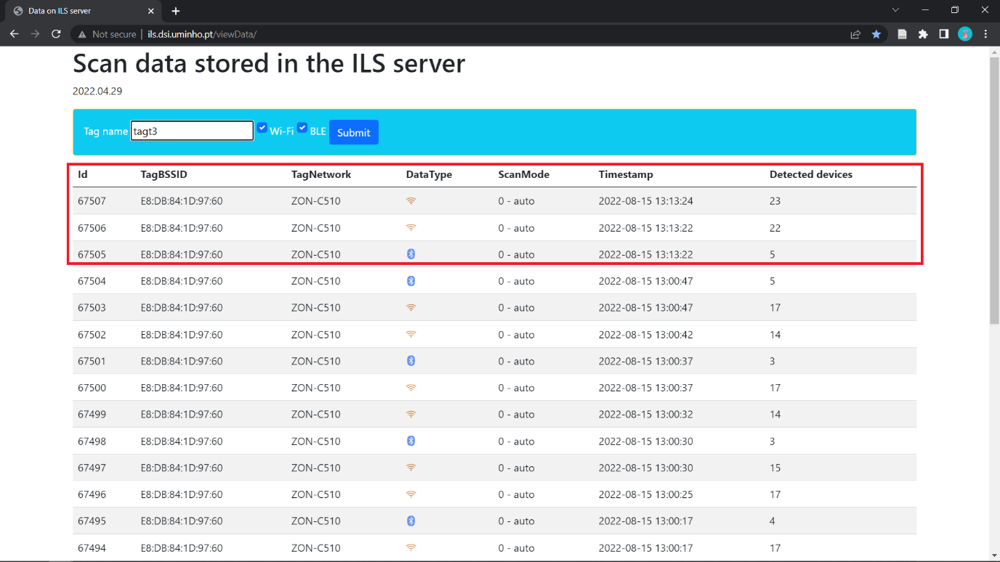 Data on ILS server
Not secure | ils.dsi.uminho.pt/viewData/
Scan data stored in the ILS server
2022.04.29
Tag name tagt3 Wi-Fi BLE Submit
Id TagBSSID TagNetwork DataType ScanMode Timestamp Detected devices
67507 E8:DB:84:1D:97:60 ZON-C510 0 - auto 2022-08-15 13:13:24 23
67506 E8:DB:84:1D:97:60 ZON-C510 0 - auto 2022-08-15 13:13:22 22
67505 E8:DB:84:1D:97:60 ZON-C510 0 - auto 2022-08-15 13:13:22 5
67504 E8:DB:84:1D:97:60 ZON-C510 0 - auto 2022-08-15 13:00:47 5
67503 E8:DB:84:1D:97:60 ZON-C510 0 - auto 2022-08-15 13:00:47 17
67502 E8:DB:84:1D:97:60 ZON-C510 0 - auto 2022-08-15 13:00:42 14
67501 E8:DB:84:1D:97:60 ZON-C510 0 - auto 2022-08-15 13:00:37 3
67500 E8:DB:84:1D:97:60 ZON-C510 0 - auto 2022-08-15 13:00:37 17
67499 E8:DB:84:1D:97:60 ZON-C510 0 - auto 2022-08-15 13:00:32 14
67498 E8:DB:84:1D:97:60 ZON-C510 0 - auto 2022-08-15 13:00:30 3
67497 E8:DB:84:1D:97:60 ZON-C510 0 - auto 2022-08-15 13:00:30 15
67496 E8:DB:84:1D:97:60 ZON-C510 0 - auto 2022-08-15 13:00:25 17
67495 E8:DB:84:1D:97:60 ZON-C510 0 - auto 2022-08-15 13:00:17 4
67494 E8:DB:84:1D:97:60 ZON-C510 0 - auto 2022-08-15 13:00:17 17